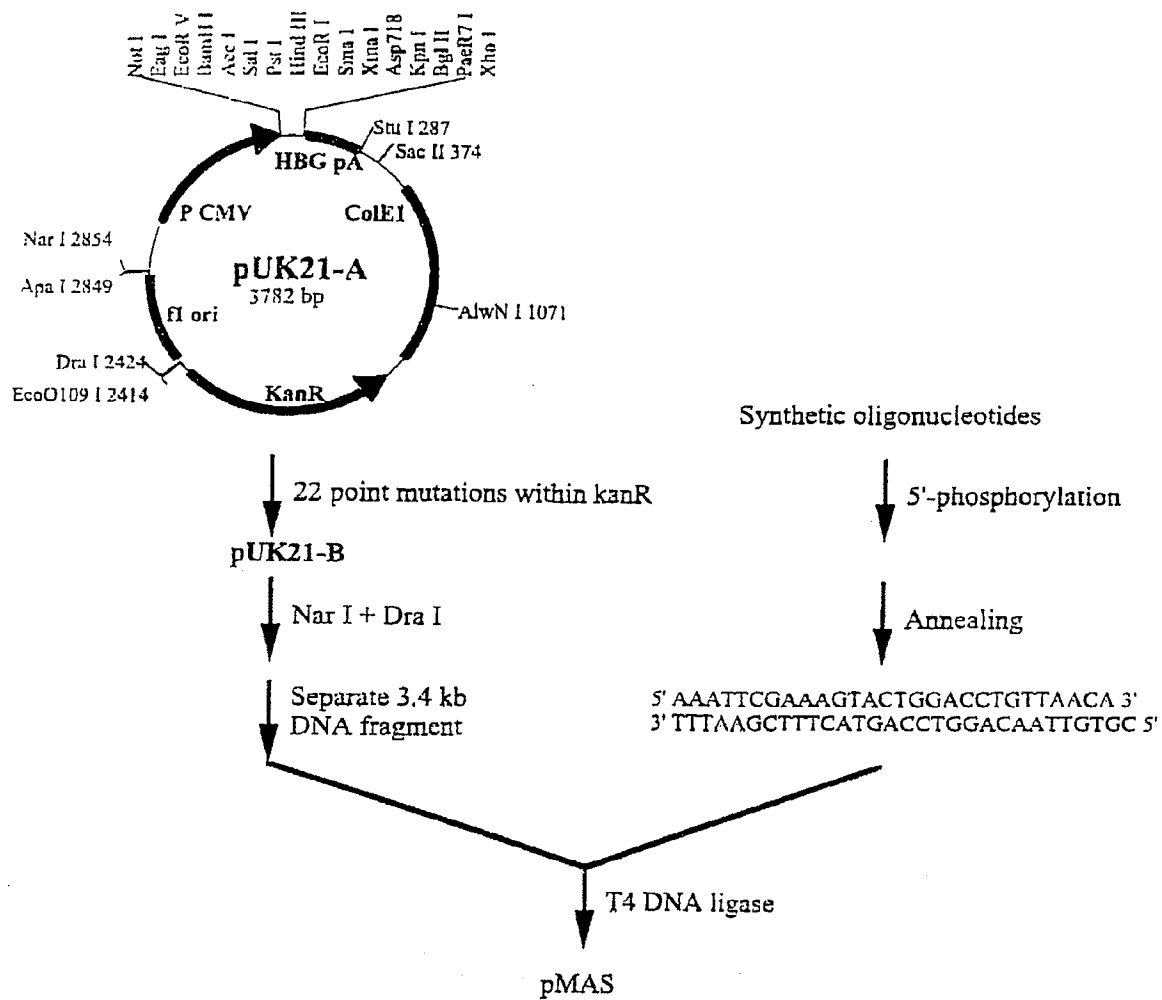 Not I
Eag I
EcoR V
BamH I
Acc I
Sal I
Pst I
Hind III
EcoR I
Sma I
Xma I
Asp718
Kpn I
Bgl II
PaeR7 I
Xho I
Stu I 287
Sac II 374
HBG pA
P CMV
ColE1
Nar I 2854
pUK21-A
3782 bp
Apa I 2849
fI ori
AlwN I 1071
Dra I 2424
EcoO109 I 2414
KanR
Synthetic oligonucleotides
22 point mutations within kanR
5'-phosphorylation
pUK21-B
Nar I + Dra I
Annealing
Separate 3.4 kb
DNA fragment
5' AAATTCGAAAGTACTGGACCTGTTAACA 3'
3' TTTAAGCTTTCATGACCTGGACAATTGTGC 5'
T4 DNA ligase
pMAS